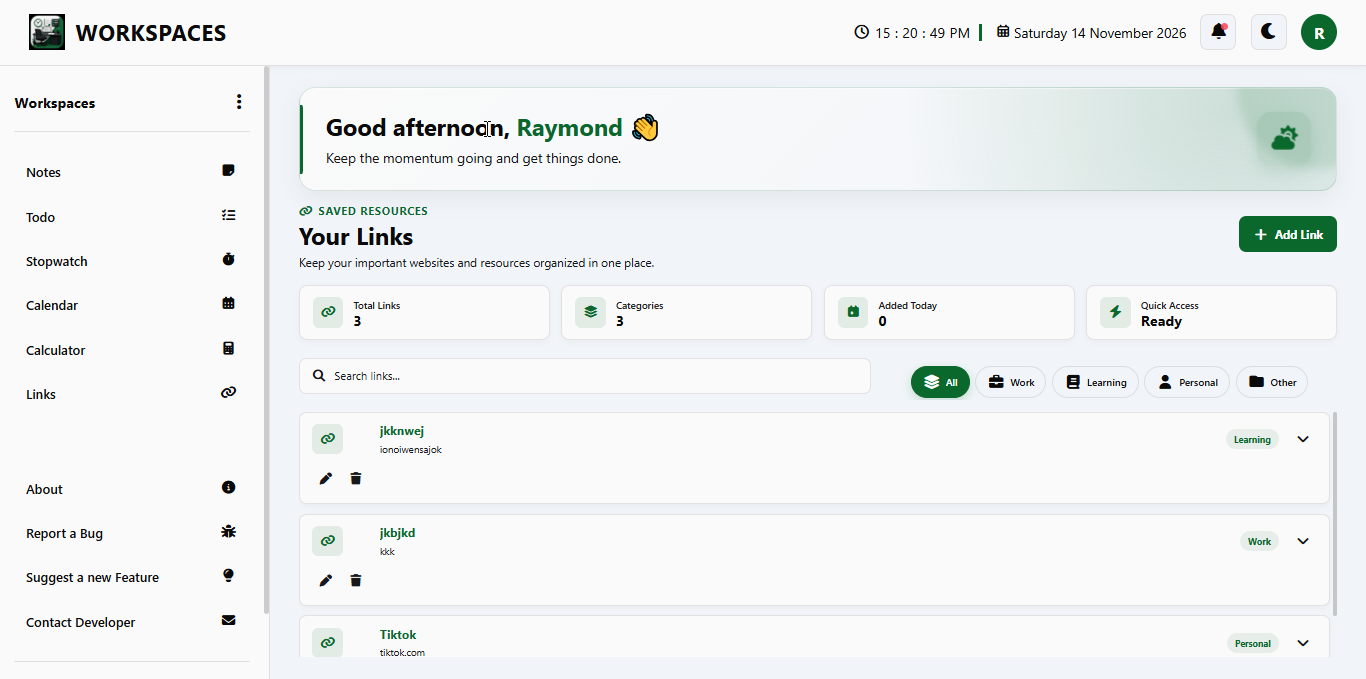 WORKSPACES
15 : 20 : 49 PM
Saturday 14 November 2026
R
Workspaces
Notes
Todo
Stopwatch
Calendar
Calculator
Links
About
Report a Bug
Suggest a new Feature
Contact Developer
Good afternoon, Raymond 👋
Keep the momentum going and get things done.
SAVED RESOURCES
Your Links
Keep your important websites and resources organized in one place.
Add Link
Total Links
3
Categories
3
Added Today
0
Quick Access
Ready
Search links...
All
Work
Learning
Personal
Other
jkknwej
ionoiwensajok
Learning
jkbjkd
kkk
Work
Tiktok
tiktok.com
Personal